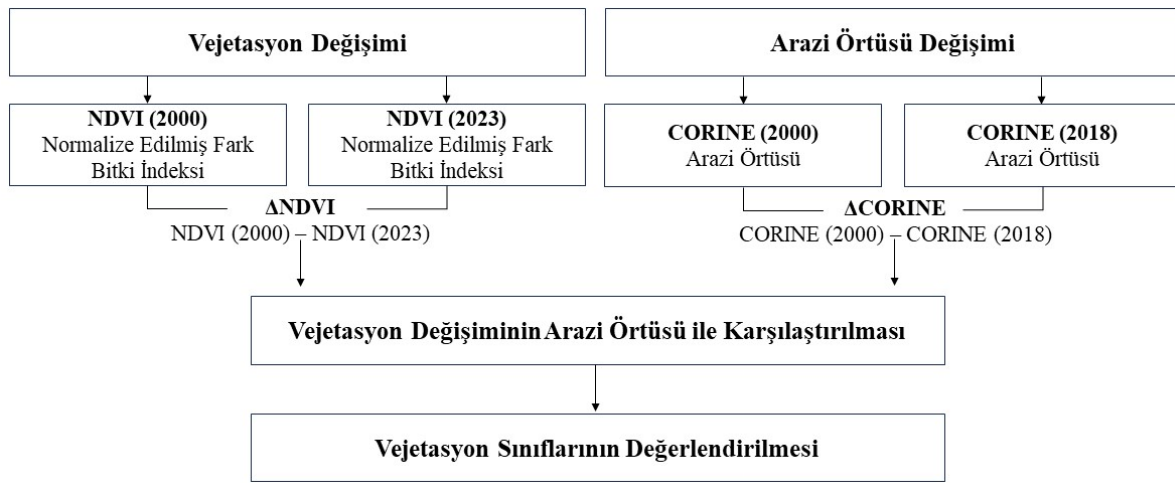 Vejetasyon Değişimi
NDVI (2000)
Normalize Edilmiş Fark
Bitki İndeksi
NDVI (2023)
Normalize Edilmiş Fark
Bitki İndeksi
ΔNDVI
NDVI (2000) – NDVI (2023)
Arazi Örtüsü Değişimi
CORINE (2000)
Arazi Örtüsü
CORINE (2018)
Arazi Örtüsü
ΔCORINE
CORINE (2000) – CORINE (2018)
Vejetasyon Değişiminin Arazi Örtüsü ile Karşılaştırılması
Vejetasyon Sınıflarının Değerlendirilmesi